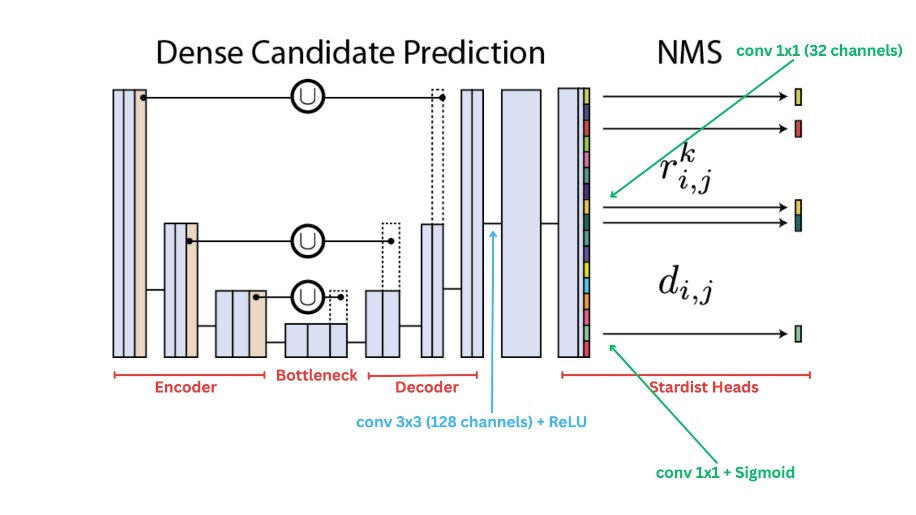 Dense Candidate Prediction
NMS
conv 1x1 (32 channels)
U
U
U
r^k_{i,j}
d_{i,j}
Encoder
Bottleneck
Decoder
Stardist Heads
conv 3x3 (128 channels) + ReLU
conv 1x1 + Sigmoid